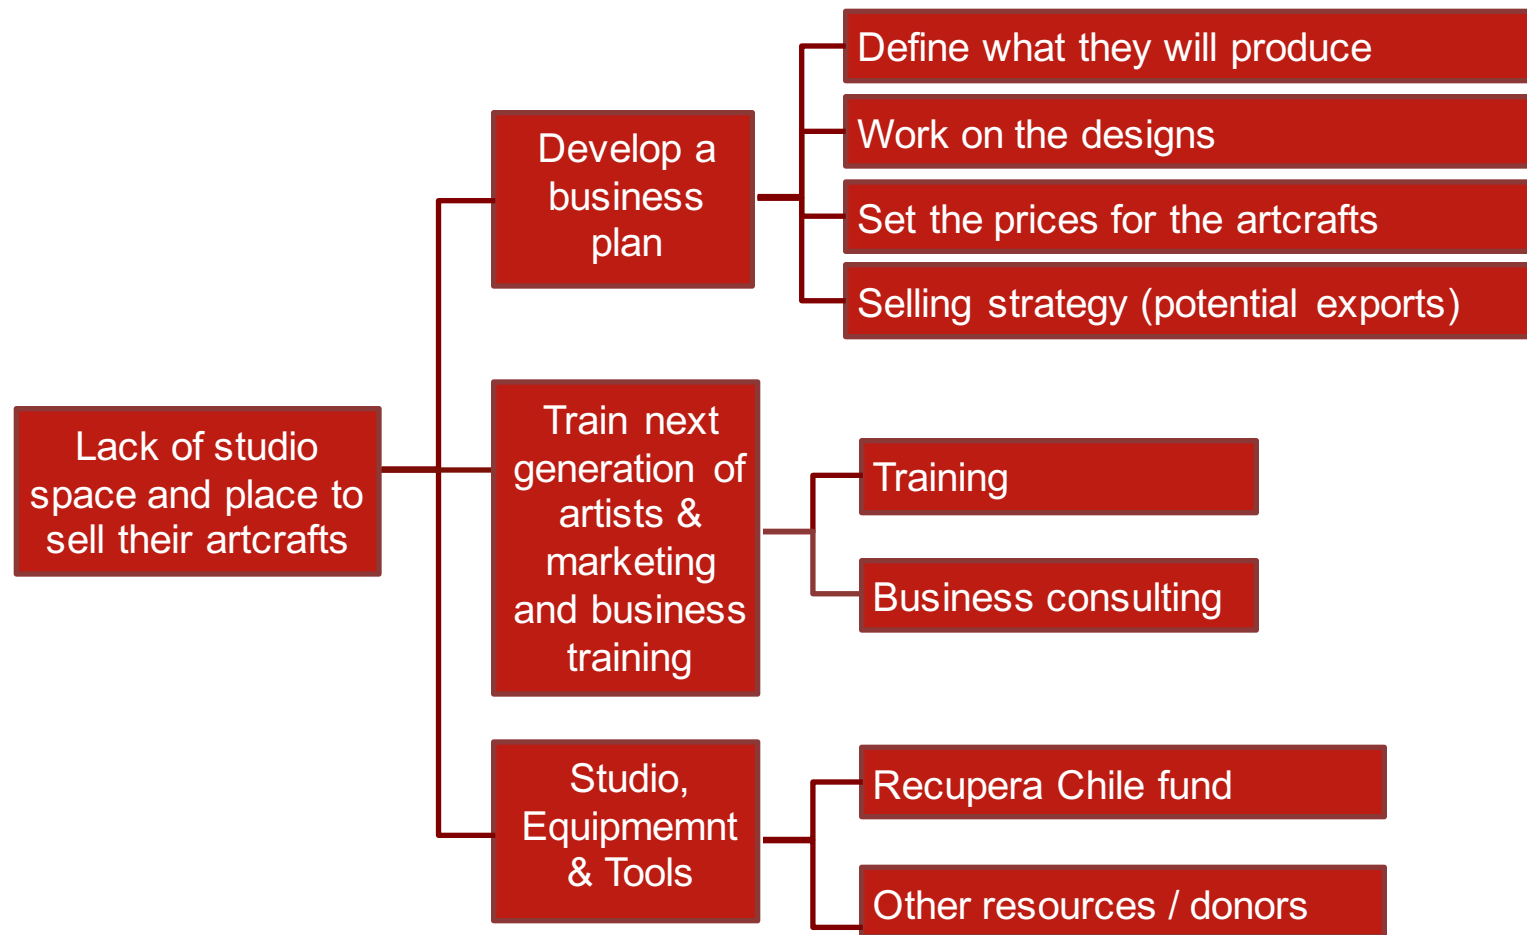 Lack of studio
space and place to
sell their artcrafts
Develop a
business
plan
Define what they will produce
Work on the designs
Set the prices for the artcrafts
Selling strategy (potential exports)
Train next
generation of
artists &
marketing
and business
training
Training
Business consulting
Studio,
Equipmemnt
& Tools
Recupera Chile fund
Other resources / donors